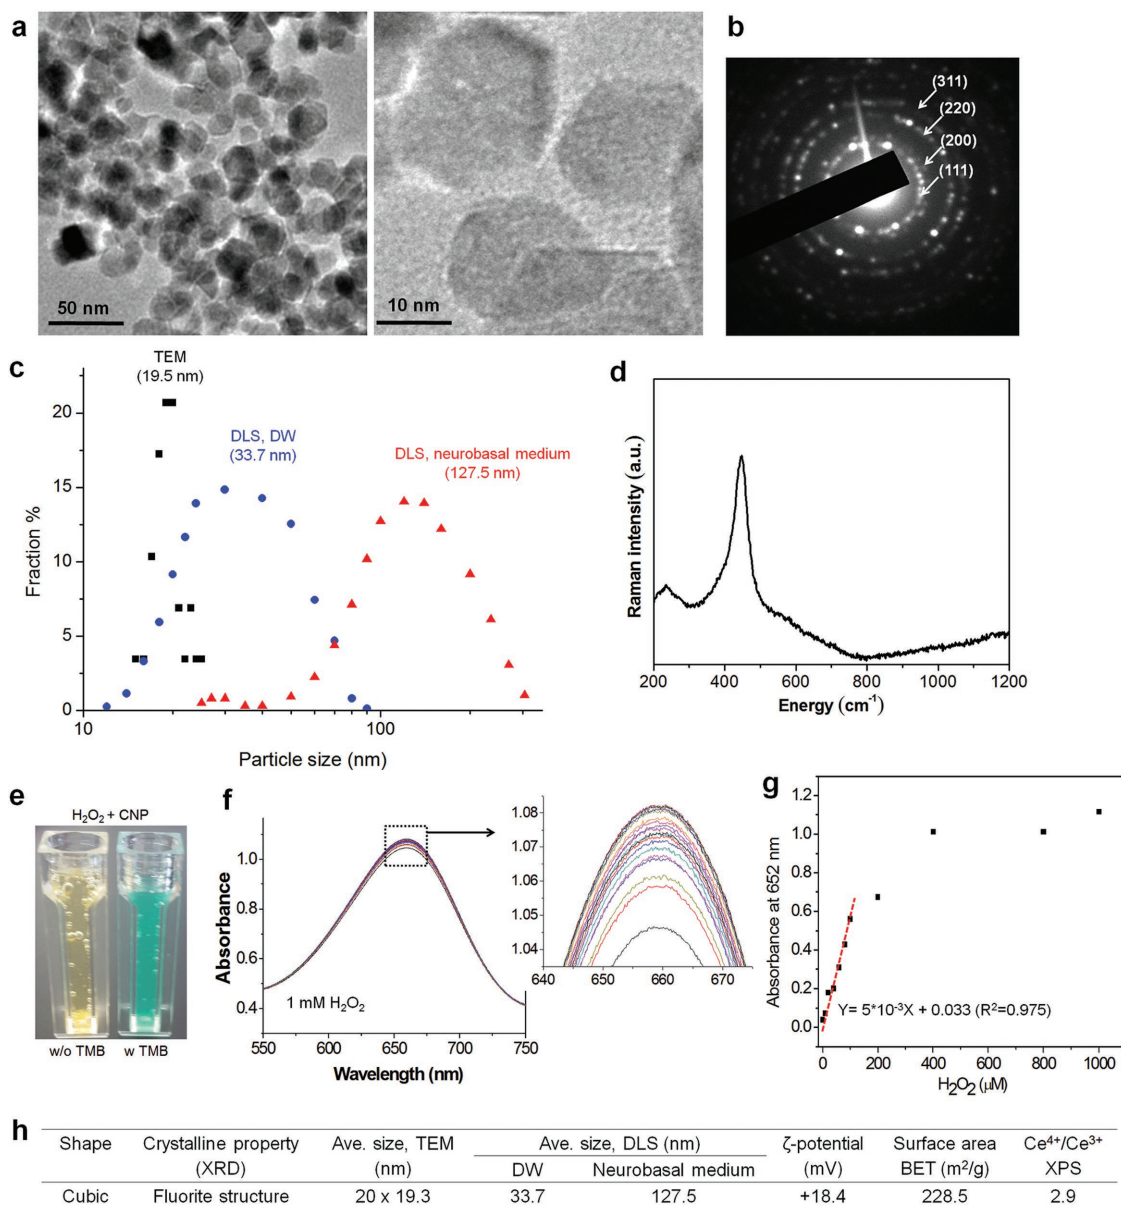 a
50 nm
10 nm
b
(311)
(220)
(200)
(111)
c
TEM
(19.5 nm)
DLS, DW
(33.7 nm)
DLS, neurobasal medium
(127.5 nm)
Fraction %
20
15
10
5
0
10
100
Particle size (nm)
d
Raman intensity (a.u.)
200 400 600 800 1000 1200
Energy (cm⁻¹)
e
H₂O₂ + CNP
w/o TMB
w TMB
f
Absorbance
1.0
0.8
0.6
0.4
1 mM H₂O₂
550 600 650 700 750
Wavelength (nm)
1.08
1.07
1.06
1.05
1.04
640 650 660 670
g
Absorbance at 652 nm
1.2
1.0
0.8
0.6
0.4
0.2
0.0
Y= 5*10⁻³X + 0.033 (R²=0.975)
0 200 400 600 800 1000
H₂O₂ (μM)
h
Shape Crystalline property Ave. size, TEM Ave. size, DLS (nm) ζ-potential Surface area Ce⁴⁺/Ce³⁺
(XRD) (nm) DW Neurobasal medium (mV) BET (m²/g) XPS
Cubic Fluorite structure 20 x 19.3 33.7 127.5 +18.4 228.5 2.9